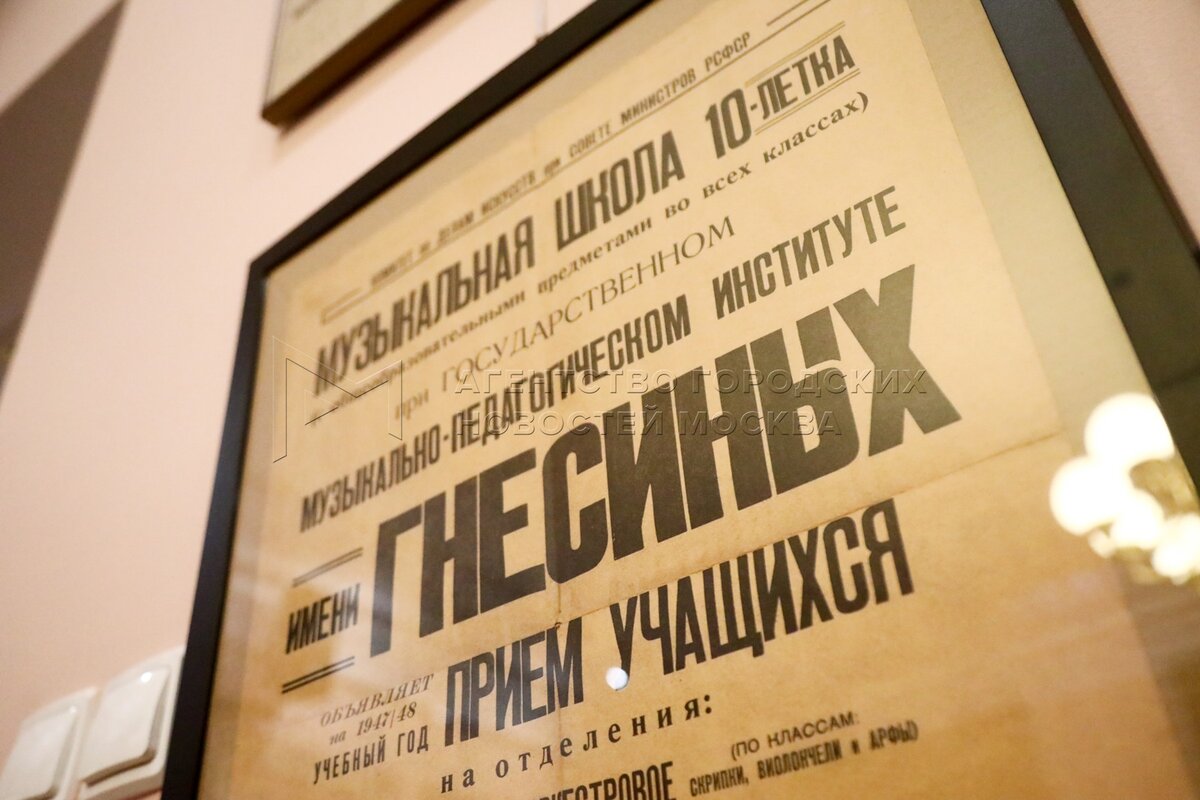 КОМИТЕТ по ДЕЛАМ ИСКУССТВ при СОВЕТЕ МИНИСТРОВ РСФСР
МУЗЫКАЛЬНАЯ ШКОЛА 10-ЛЕТКА
предметами во всех классах)
при ГОСУДАРСТВЕННОМ
МУЗЫКАЛЬНО-ПЕДАГОГИЧЕСКОМ ИНСТИТУТЕ
ИМЕНИ ГНЕСИНЫХ
ОБЪЯВЛЯЕТ
на 1947/48
УЧЕБНЫЙ ГОД
ПРИЕМ УЧАЩИХСЯ
на отделения:
(ПО КЛАССАМ:
СКРИПКИ, ВИОЛОНЧЕЛИ и АРФЫ)
АГЕНТСТВО ГОРОДСКИХ
НОВОСТЕЙ МОСКВА